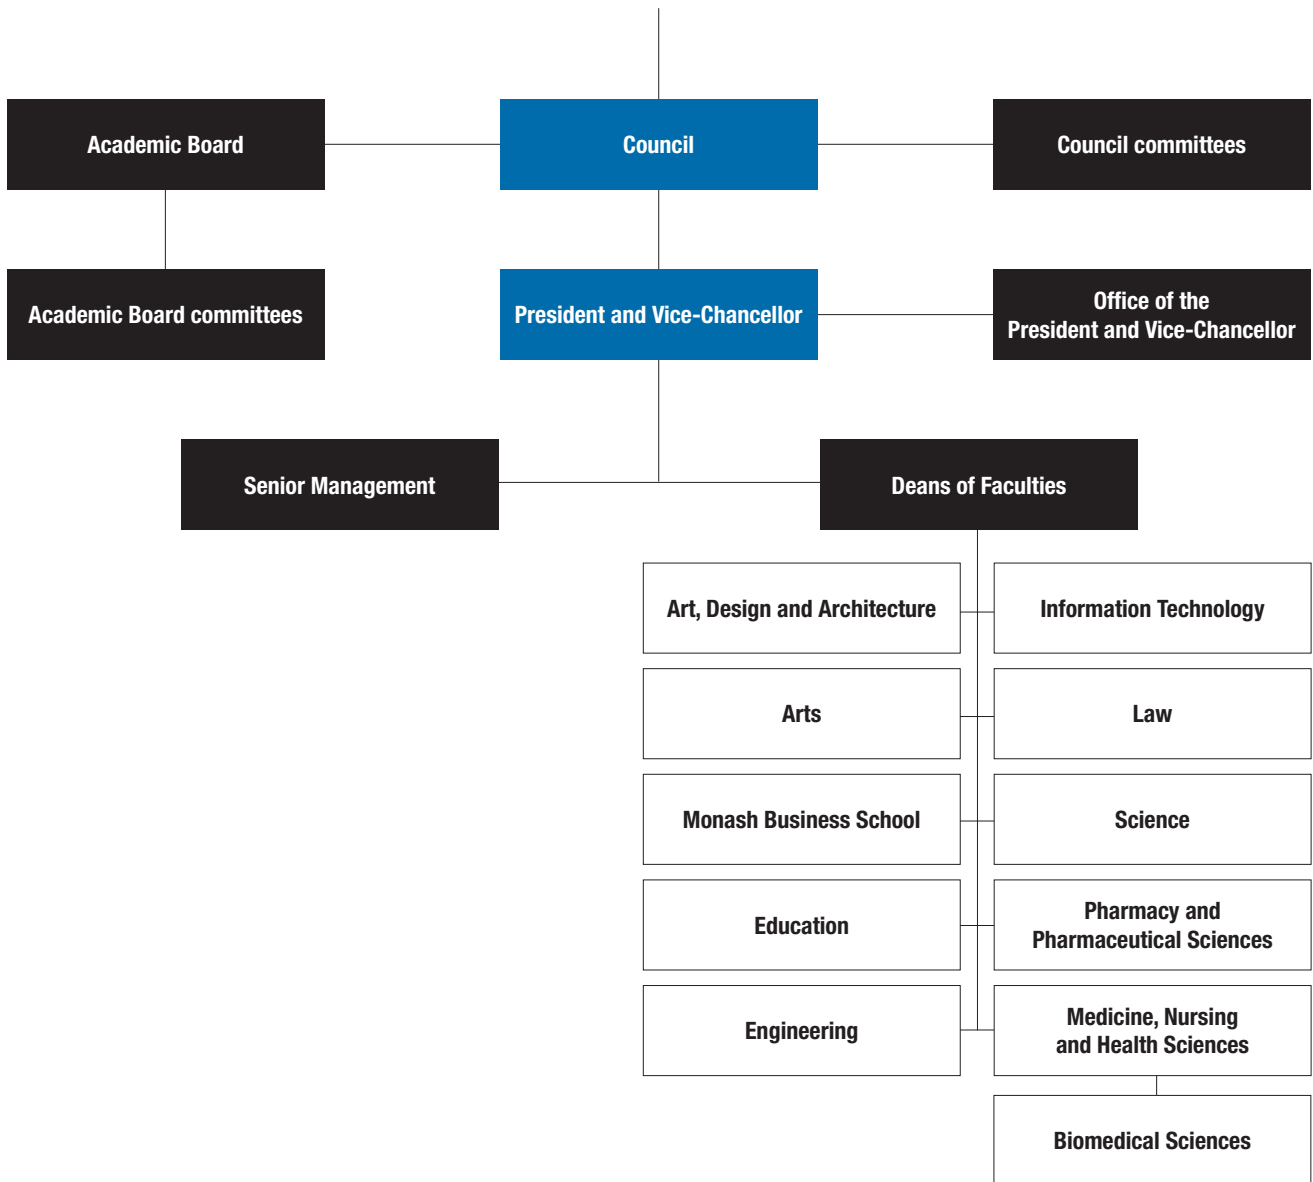 Academic Board
Council
Council committees
Academic Board committees
President and Vice-Chancellor
Office of the
President and Vice-Chancellor
Senior Management
Deans of Faculties
Art, Design and Architecture
Information Technology
Arts
Law
Monash Business School
Science
Education
Pharmacy and
Pharmaceutical Sciences
Engineering
Medicine, Nursing
and Health Sciences
Biomedical Sciences